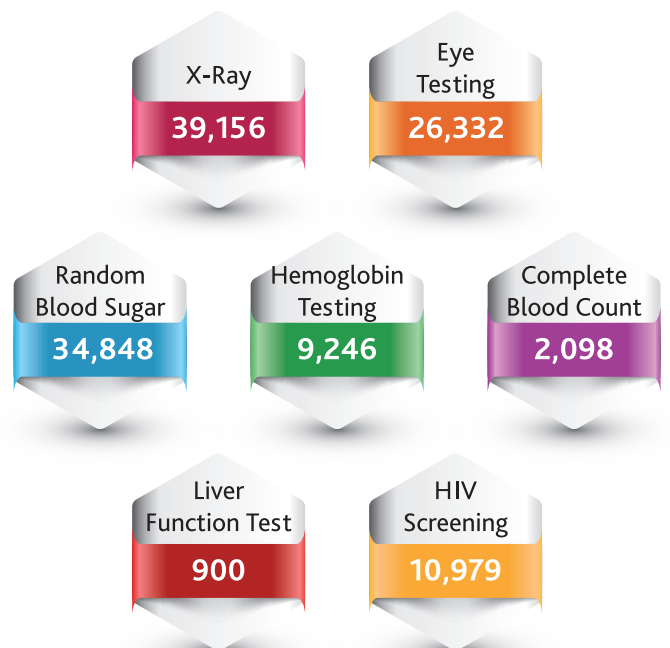 X-Ray
39,156
Eye
Testing
26,332
Random
Blood Sugar
34,848
Hemoglobin
Testing
9,246
Complete
Blood Count
2,098
Liver
Function Test
900
HIV
Screening
10,979